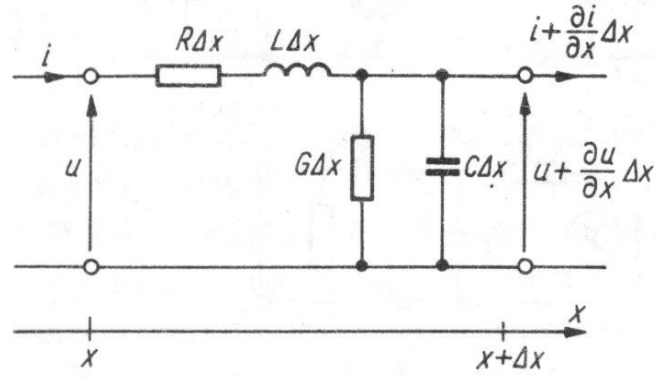 i
RΔx
LΔx
i + ∂i/∂x Δx
u
GΔx
CΔx
u + ∂u/∂x Δx
x
x
x+Δx